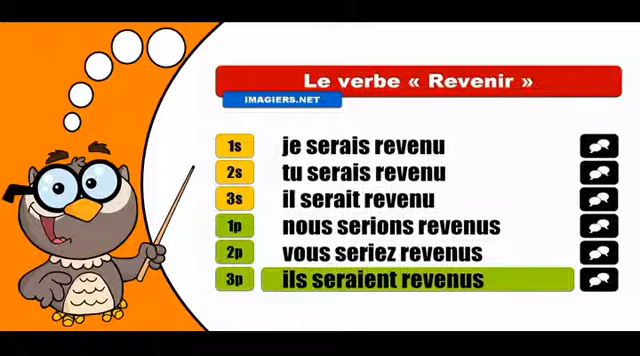 Le verbe « Revenir »
IMAGIERS.NET
1s je serais revenu
2s tu serais revenu
3s il serait revenu
1p nous serions revenus
2p vous seriez revenus
3p ils seraient revenus